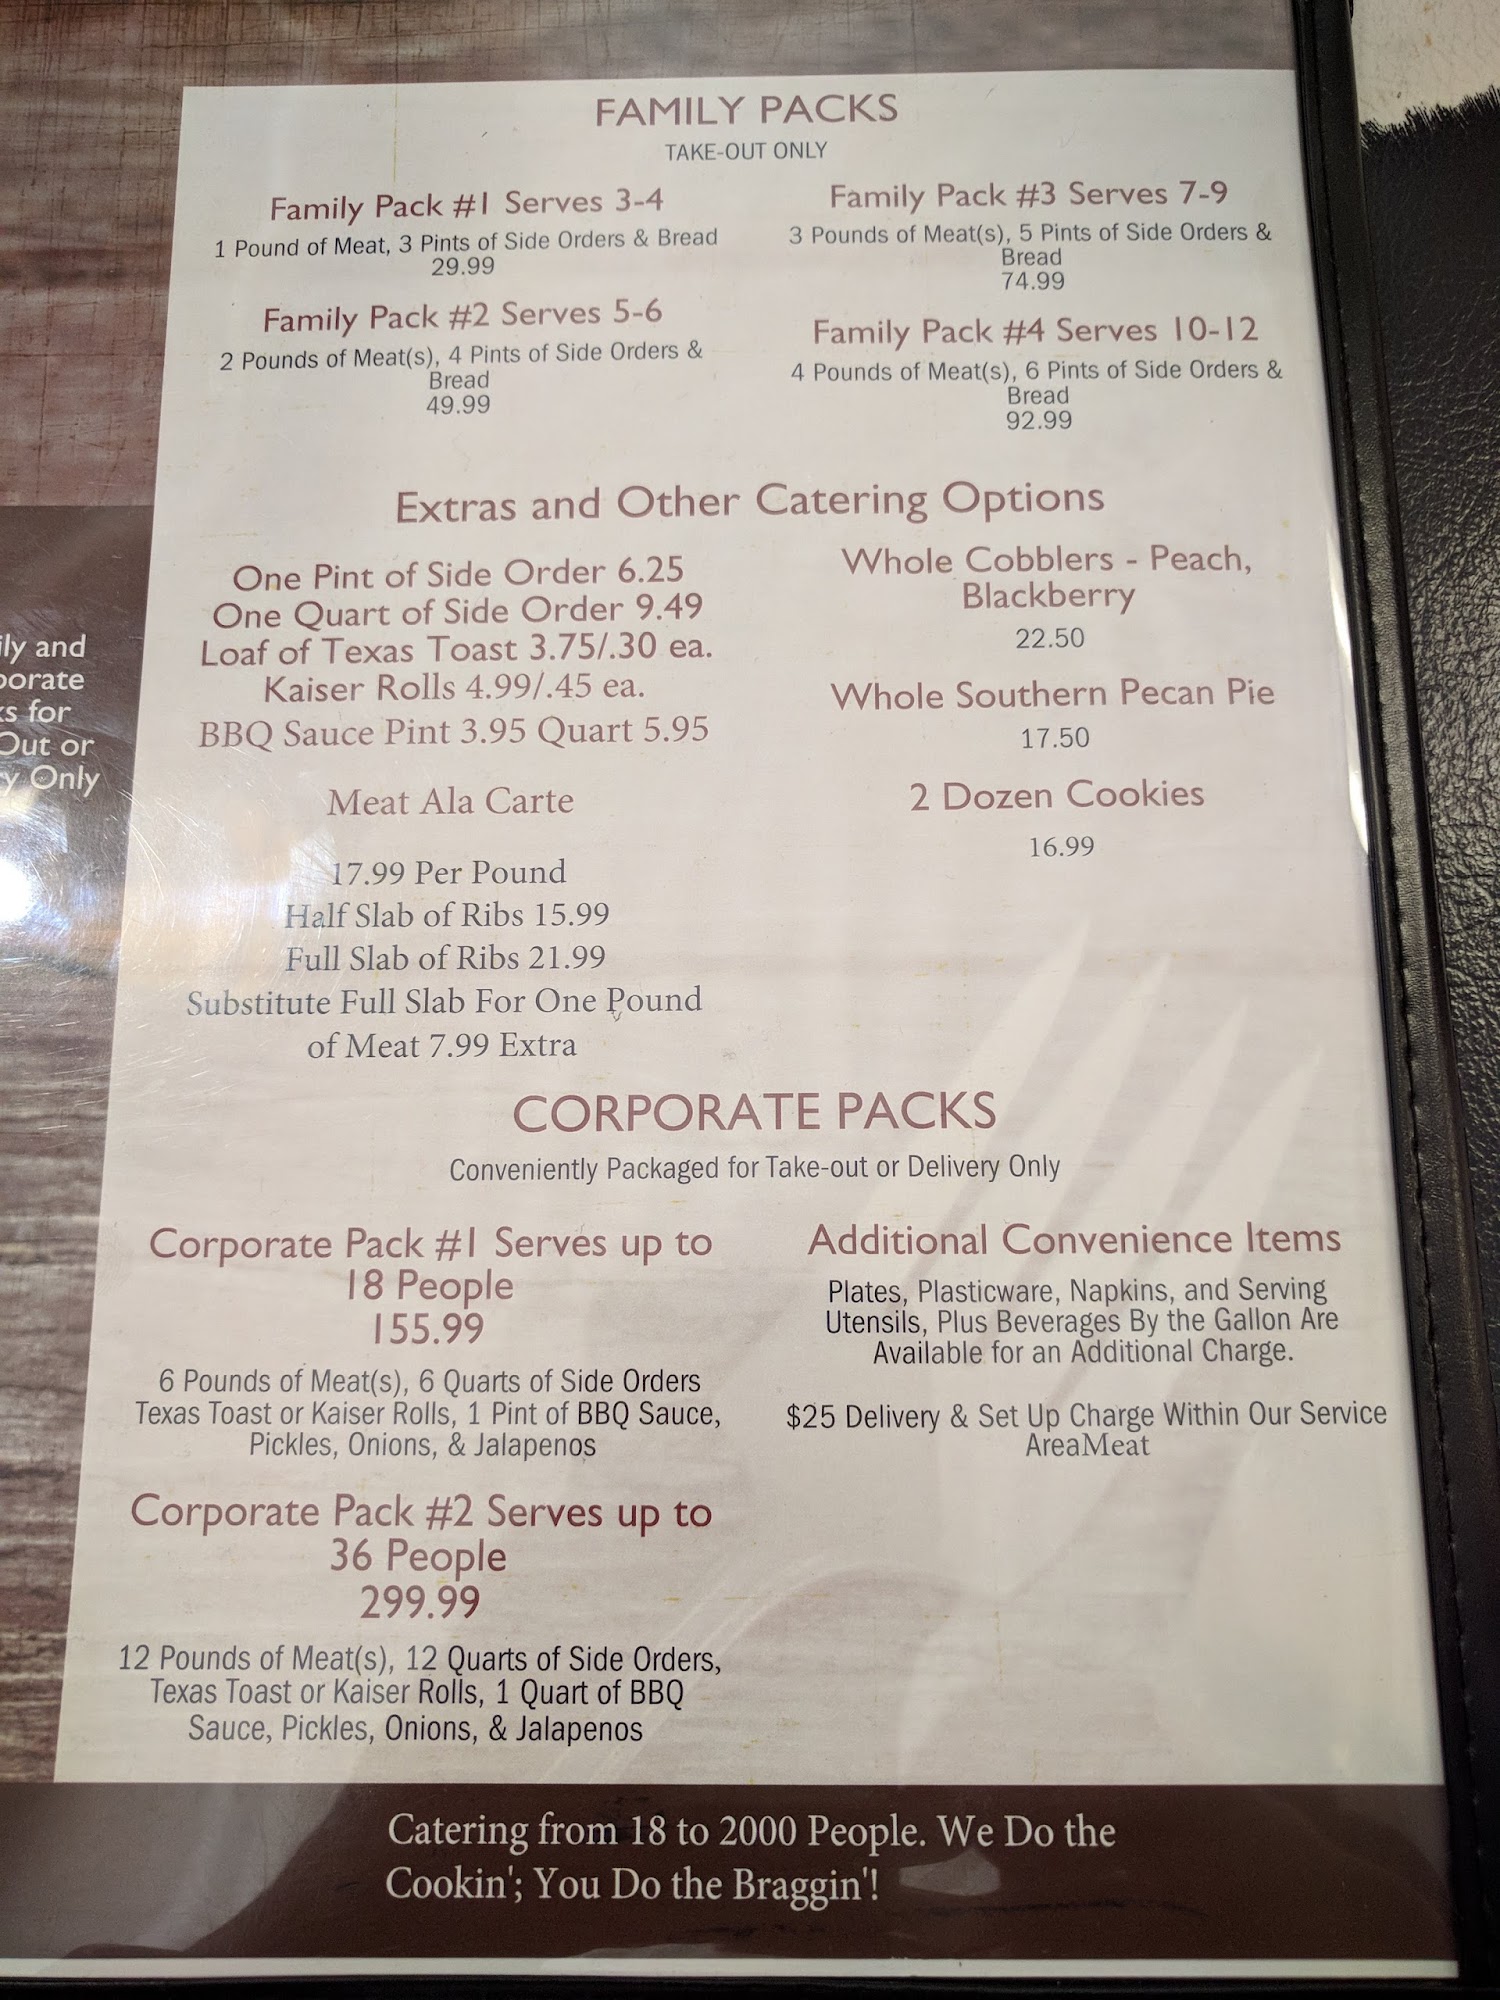 FAMILY PACKS
TAKE-OUT ONLY
Family Pack #1 Serves 3-4
1 Pound of Meat, 3 Pints of Side Orders & Bread
29.99
Family Pack #2 Serves 5-6
2 Pounds of Meat(s), 4 Pints of Side Orders &
Bread
49.99
Family Pack #3 Serves 7-9
3 Pounds of Meat(s), 5 Pints of Side Orders &
Bread
74.99
Family Pack #4 Serves 10-12
4 Pounds of Meat(s), 6 Pints of Side Orders &
Bread
92.99
Extras and Other Catering Options
One Pint of Side Order 6.25
One Quart of Side Order 9.49
Loaf of Texas Toast 3.75/.30 ea.
Kaiser Rolls 4.99/.45 ea.
BBQ Sauce Pint 3.95 Quart 5.95
Meat Ala Carte
17.99 Per Pound
Half Slab of Ribs 15.99
Full Slab of Ribs 21.99
Substitute Full Slab For One Pound
of Meat 7.99 Extra
Whole Cobblers - Peach,
Blackberry
22.50
Whole Southern Pecan Pie
17.50
2 Dozen Cookies
16.99
CORPORATE PACKS
Conveniently Packaged for Take-out or Delivery Only
Corporate Pack #1 Serves up to
18 People
155.99
6 Pounds of Meat(s), 6 Quarts of Side Orders
Texas Toast or Kaiser Rolls, 1 Pint of BBQ Sauce,
Pickles, Onions, & Jalapenos
Corporate Pack #2 Serves up to
36 People
299.99
12 Pounds of Meat(s), 12 Quarts of Side Orders,
Texas Toast or Kaiser Rolls, 1 Quart of BBQ
Sauce, Pickles, Onions, & Jalapenos
Additional Convenience Items
Plates, Plasticware, Napkins, and Serving
Utensils, Plus Beverages By the Gallon Are
Available for an Additional Charge.
$25 Delivery & Set Up Charge Within Our Service
AreaMeat
Catering from 18 to 2000 People. We Do the
Cookin'; You Do the Braggin'!
and
for
Out or
Only